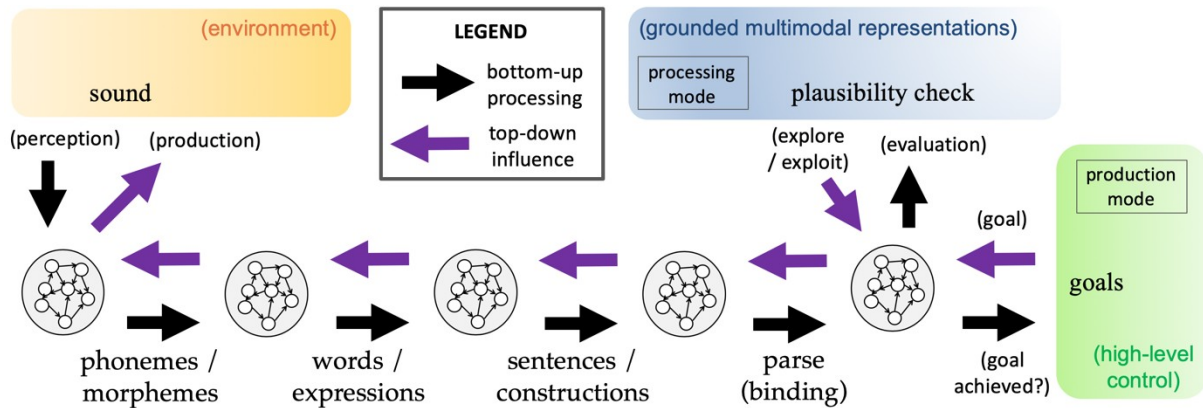 (environment)
sound
(perception)
(production)
LEGEND
bottom-up
processing
top-down
influence
(grounded multimodal representations)
processing
mode
plausibility check
(explore
/ exploit)
(evaluation)
production
mode
(goal)
goals
(goal
achieved?)
(high-level
control)
phonemes /
morphemes
words /
expressions
sentences /
constructions
parse
(binding)